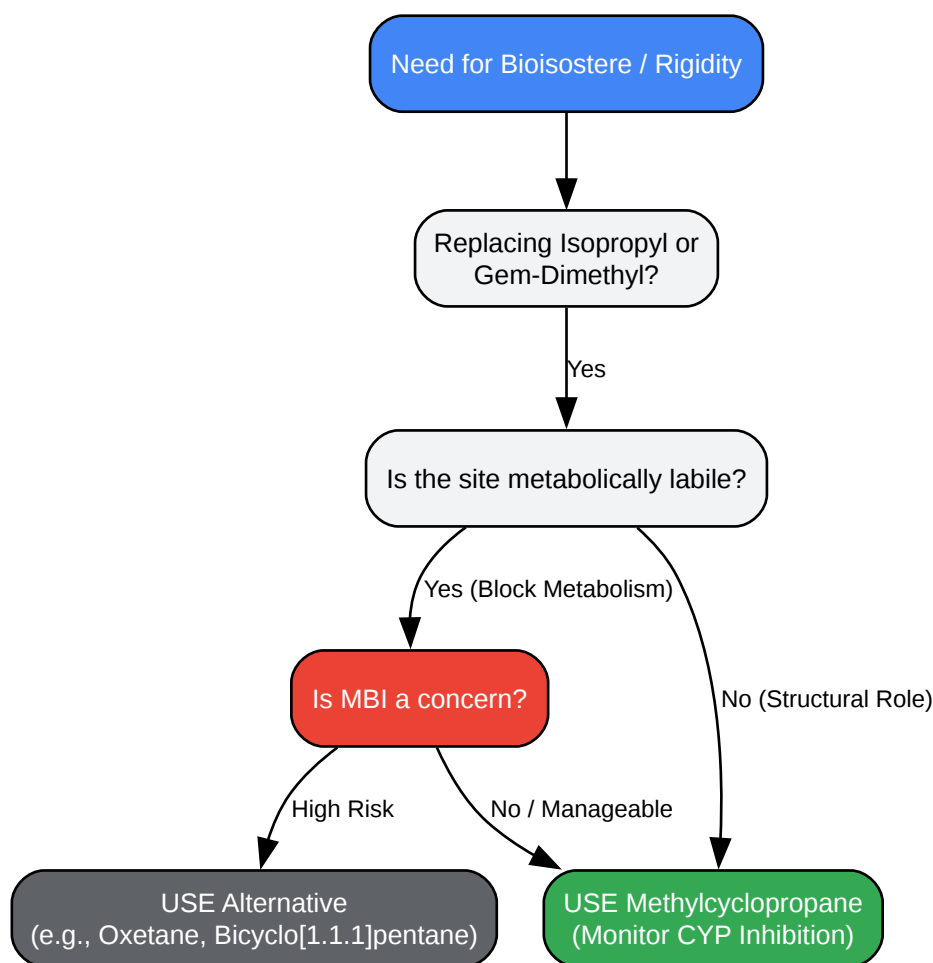 Need for Bioisostere / Rigidity
Replacing Isopropyl or
Gem-Dimethyl?
Yes
Is the site metabolically labile?
Yes (Block Metabolism)
Is MBI a concern?
No (Structural Role)
High Risk
No / Manageable
USE Alternative
(e.g., Oxetane, Bicyclo[1.1.1]pentane)
USE Methylcyclopropane
(Monitor CYP Inhibition)